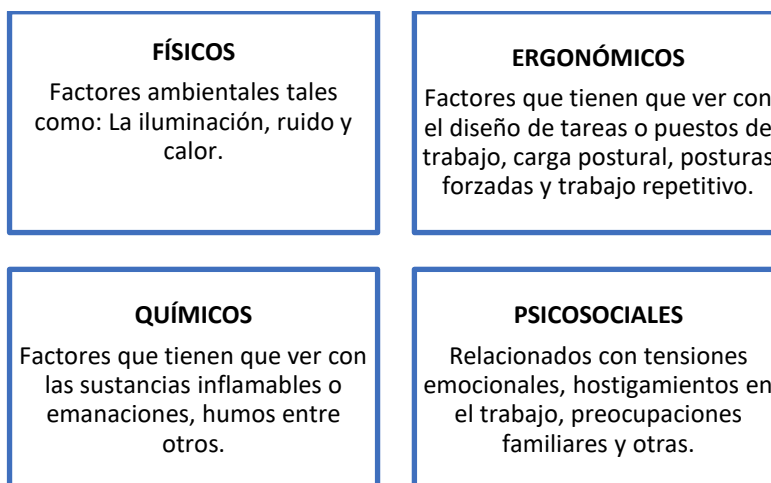 FÍSICOS
Factores ambientales tales
como: La iluminación, ruido y
calor.
ERGONÓMICOS
Factores que tienen que ver con
el diseño de tareas o puestos de
trabajo, carga postural, posturas
forzadas y trabajo repetitivo.
QUÍMICOS
Factores que tienen que ver con
las sustancias inflamables o
emanaciones, humos entre
otros.
PSICOSOCIALES
Relacionados con tensiones
emocionales, hostigamientos en
el trabajo, preocupaciones
familiares y otras.